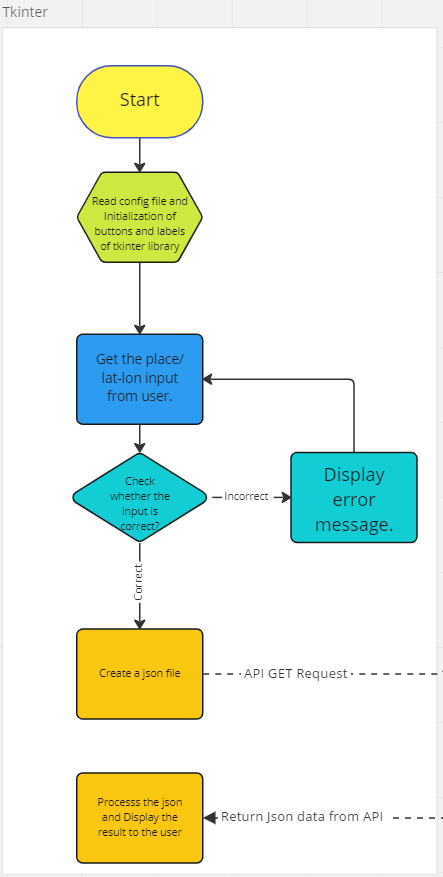 Tkinter
Start
Read config file and
Initialization of
buttons and labels
of tkinter library
Get the place/
lat-lon input
from user.
Check
whether the
input is
correct?
Incorrect
Display
error
message.
Correct
Create a json file
API GET Request
Processs the json
and Display the
result to the user
Return Json data from API